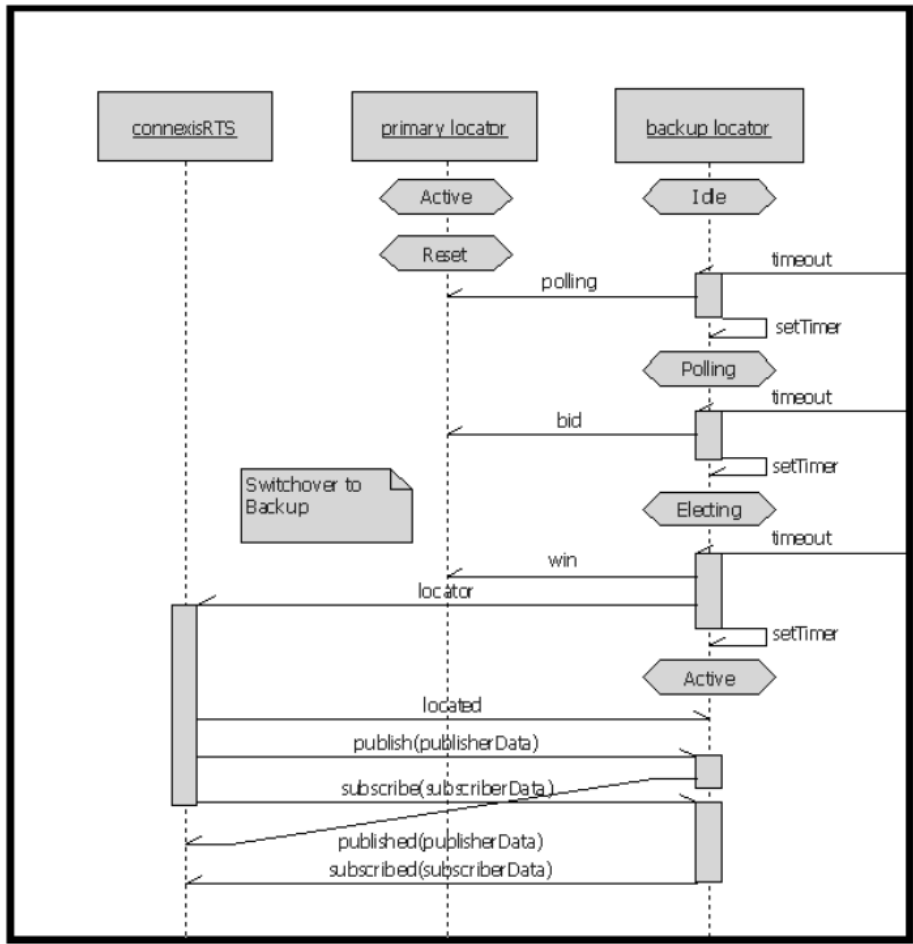 connexisRTS
primary locator
backup locator
Active
Idle
Reset
timeout
polling
setTimer
Polling
timeout
bid
setTimer
Switchover to
Backup
Electing
timeout
win
locator
setTimer
Active
located
publish(publisherData)
subscribe(subscriberData)
published(publisherData)
subscribed(subscriberData)